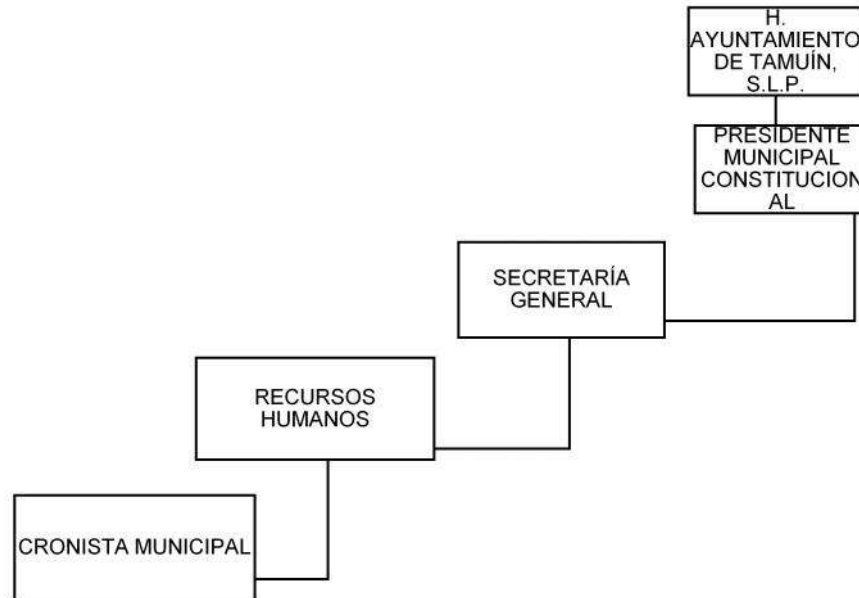 H.
AYUNTAMIENTO
DE TAMUÍN,
S.L.P.
PRESIDENTE
MUNICIPAL
CONSTITUCION
AL
SECRETARÍA
GENERAL
RECURSOS
HUMANOS
CRONISTA MUNICIPAL